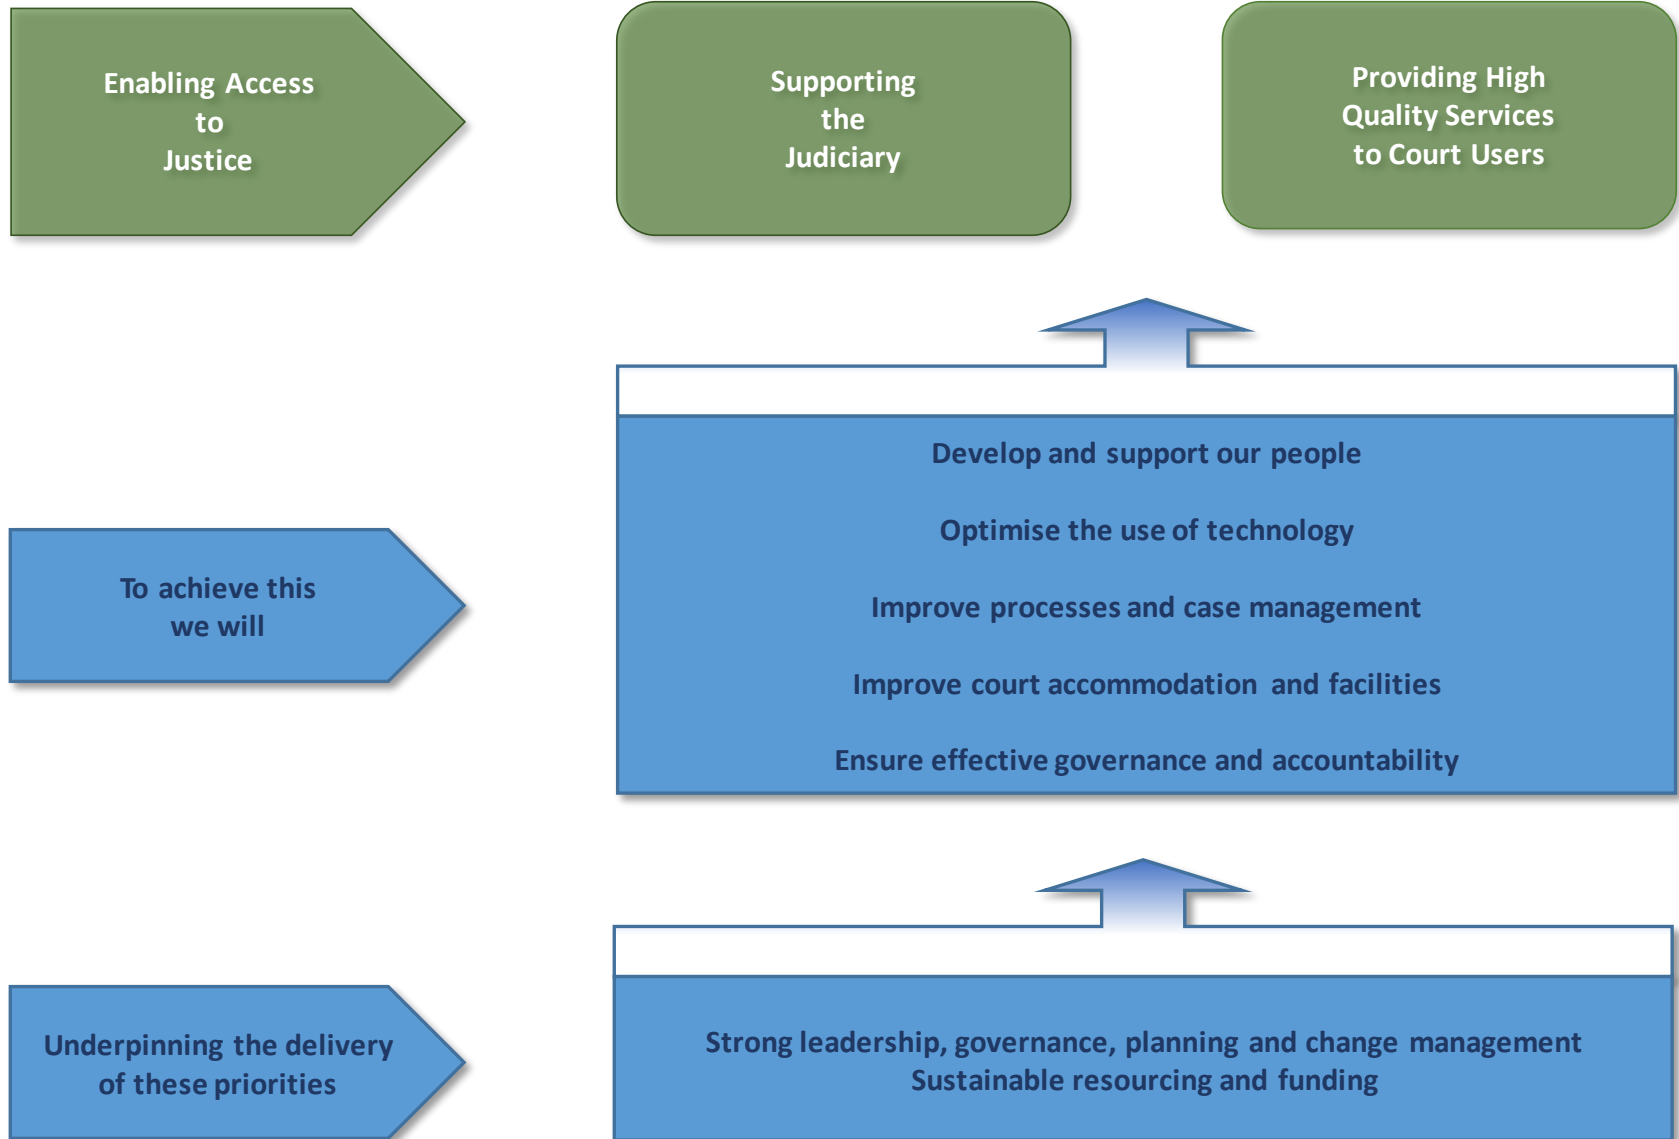 Enabling Access
to
Justice
Supporting
the
Judiciary
Providing High
Quality Services
to Court Users
To achieve this
we will
Develop and support our people
Optimise the use of technology
Improve processes and case management
Improve court accommodation and facilities
Ensure effective governance and accountability
Underpinning the delivery
of these priorities
Strong leadership, governance, planning and change management
Sustainable resourcing and funding